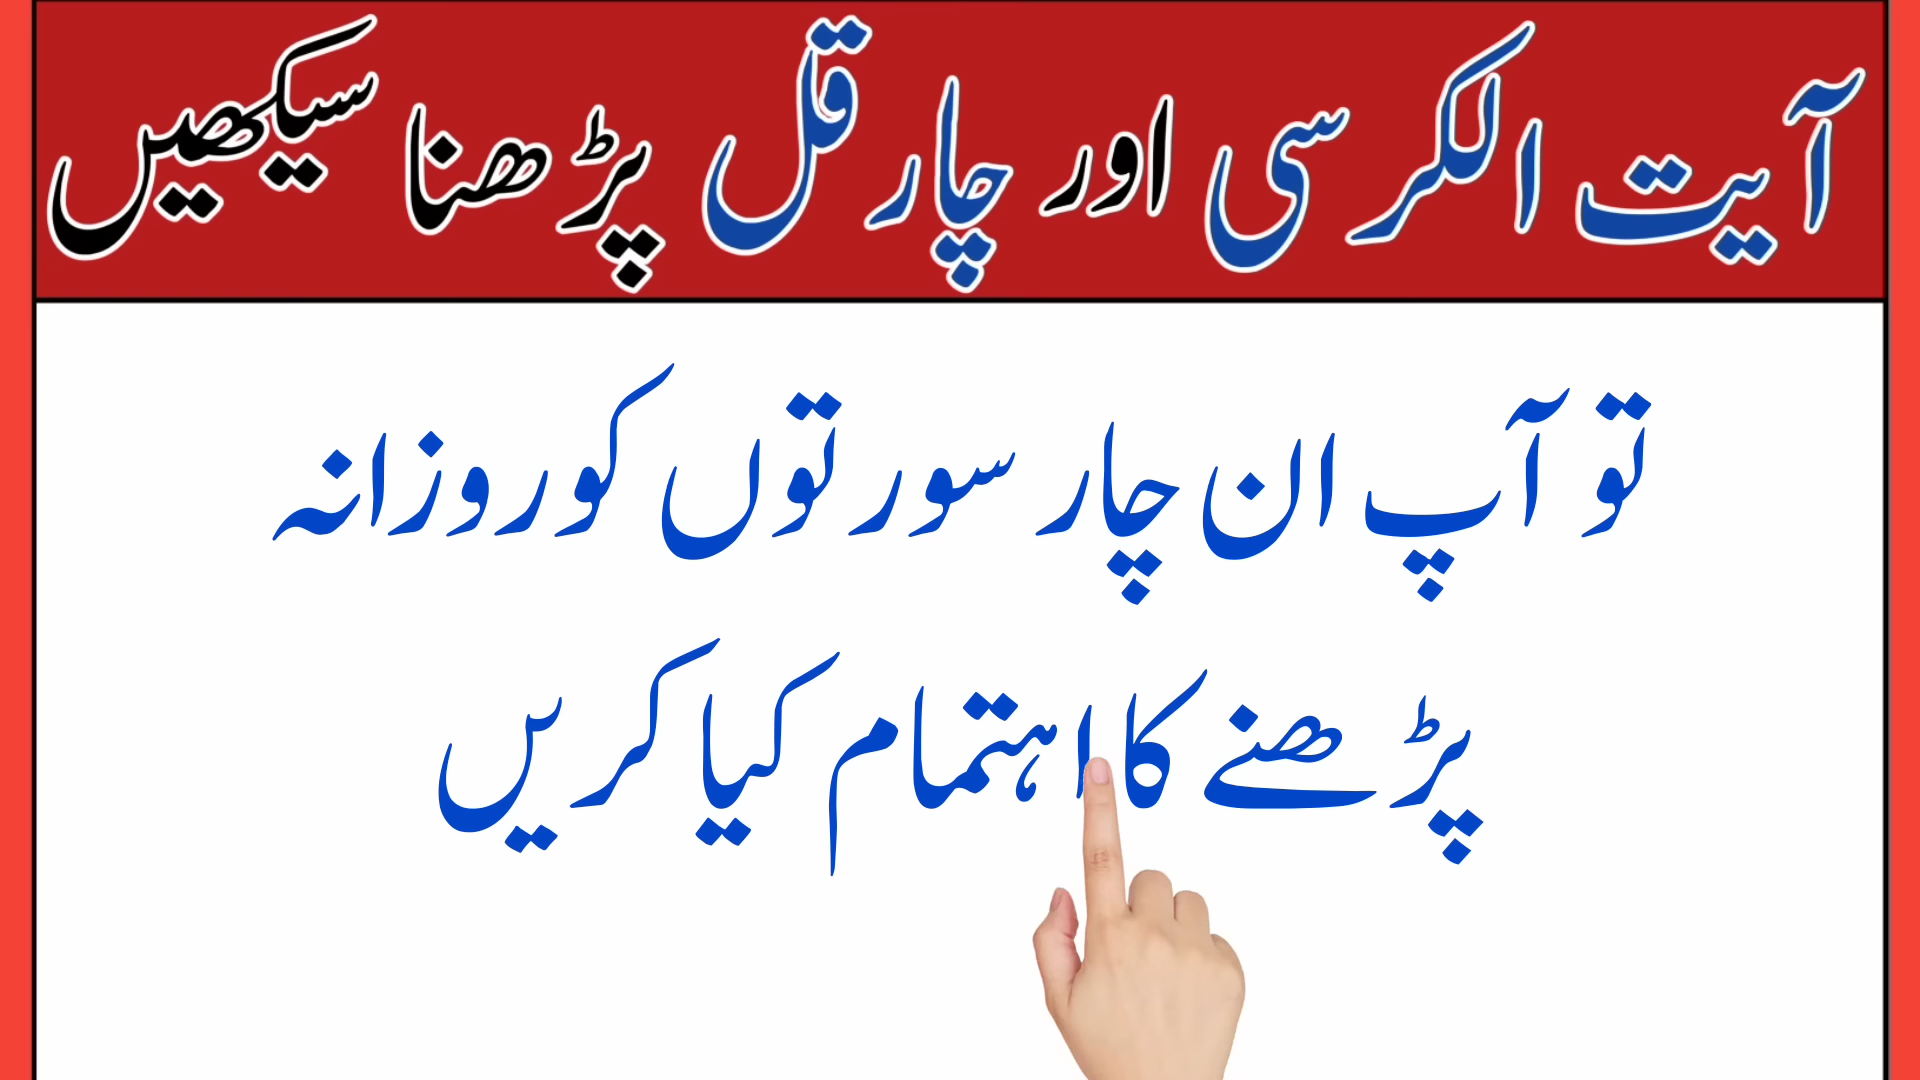 آیت الکرسی اور چار قل پڑھنا سیکھیں
تو آپ ان چار سورتوں کو روزانہ
پڑھنے کا اہتمام کیا کریں